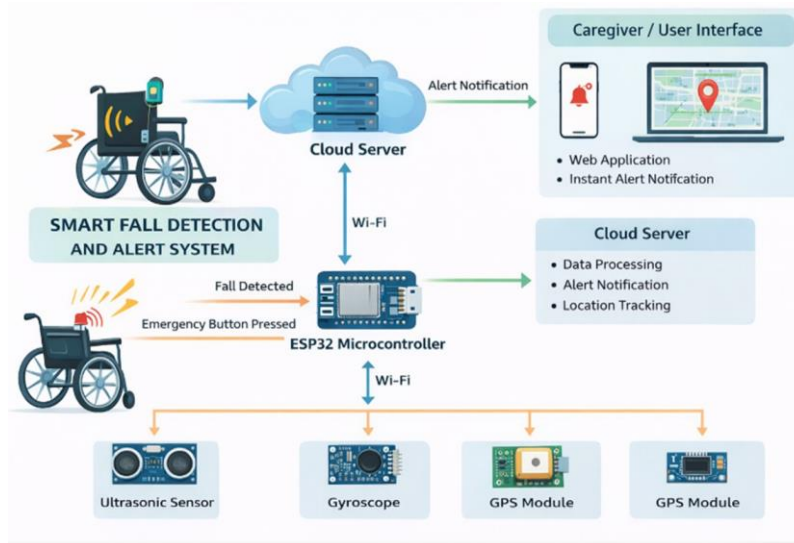 Caregiver / User Interface
Alert Notification
Cloud Server
• Web Application
• Instant Alert Notification
SMART FALL DETECTION
AND ALERT SYSTEM
Wi-Fi
Cloud Server
• Data Processing
• Alert Notification
• Location Tracking
Fall Detected
Emergency Button Pressed
ESP32 Microcontroller
Wi-Fi
Ultrasonic Sensor
Gyroscope
GPS Module
GPS Module